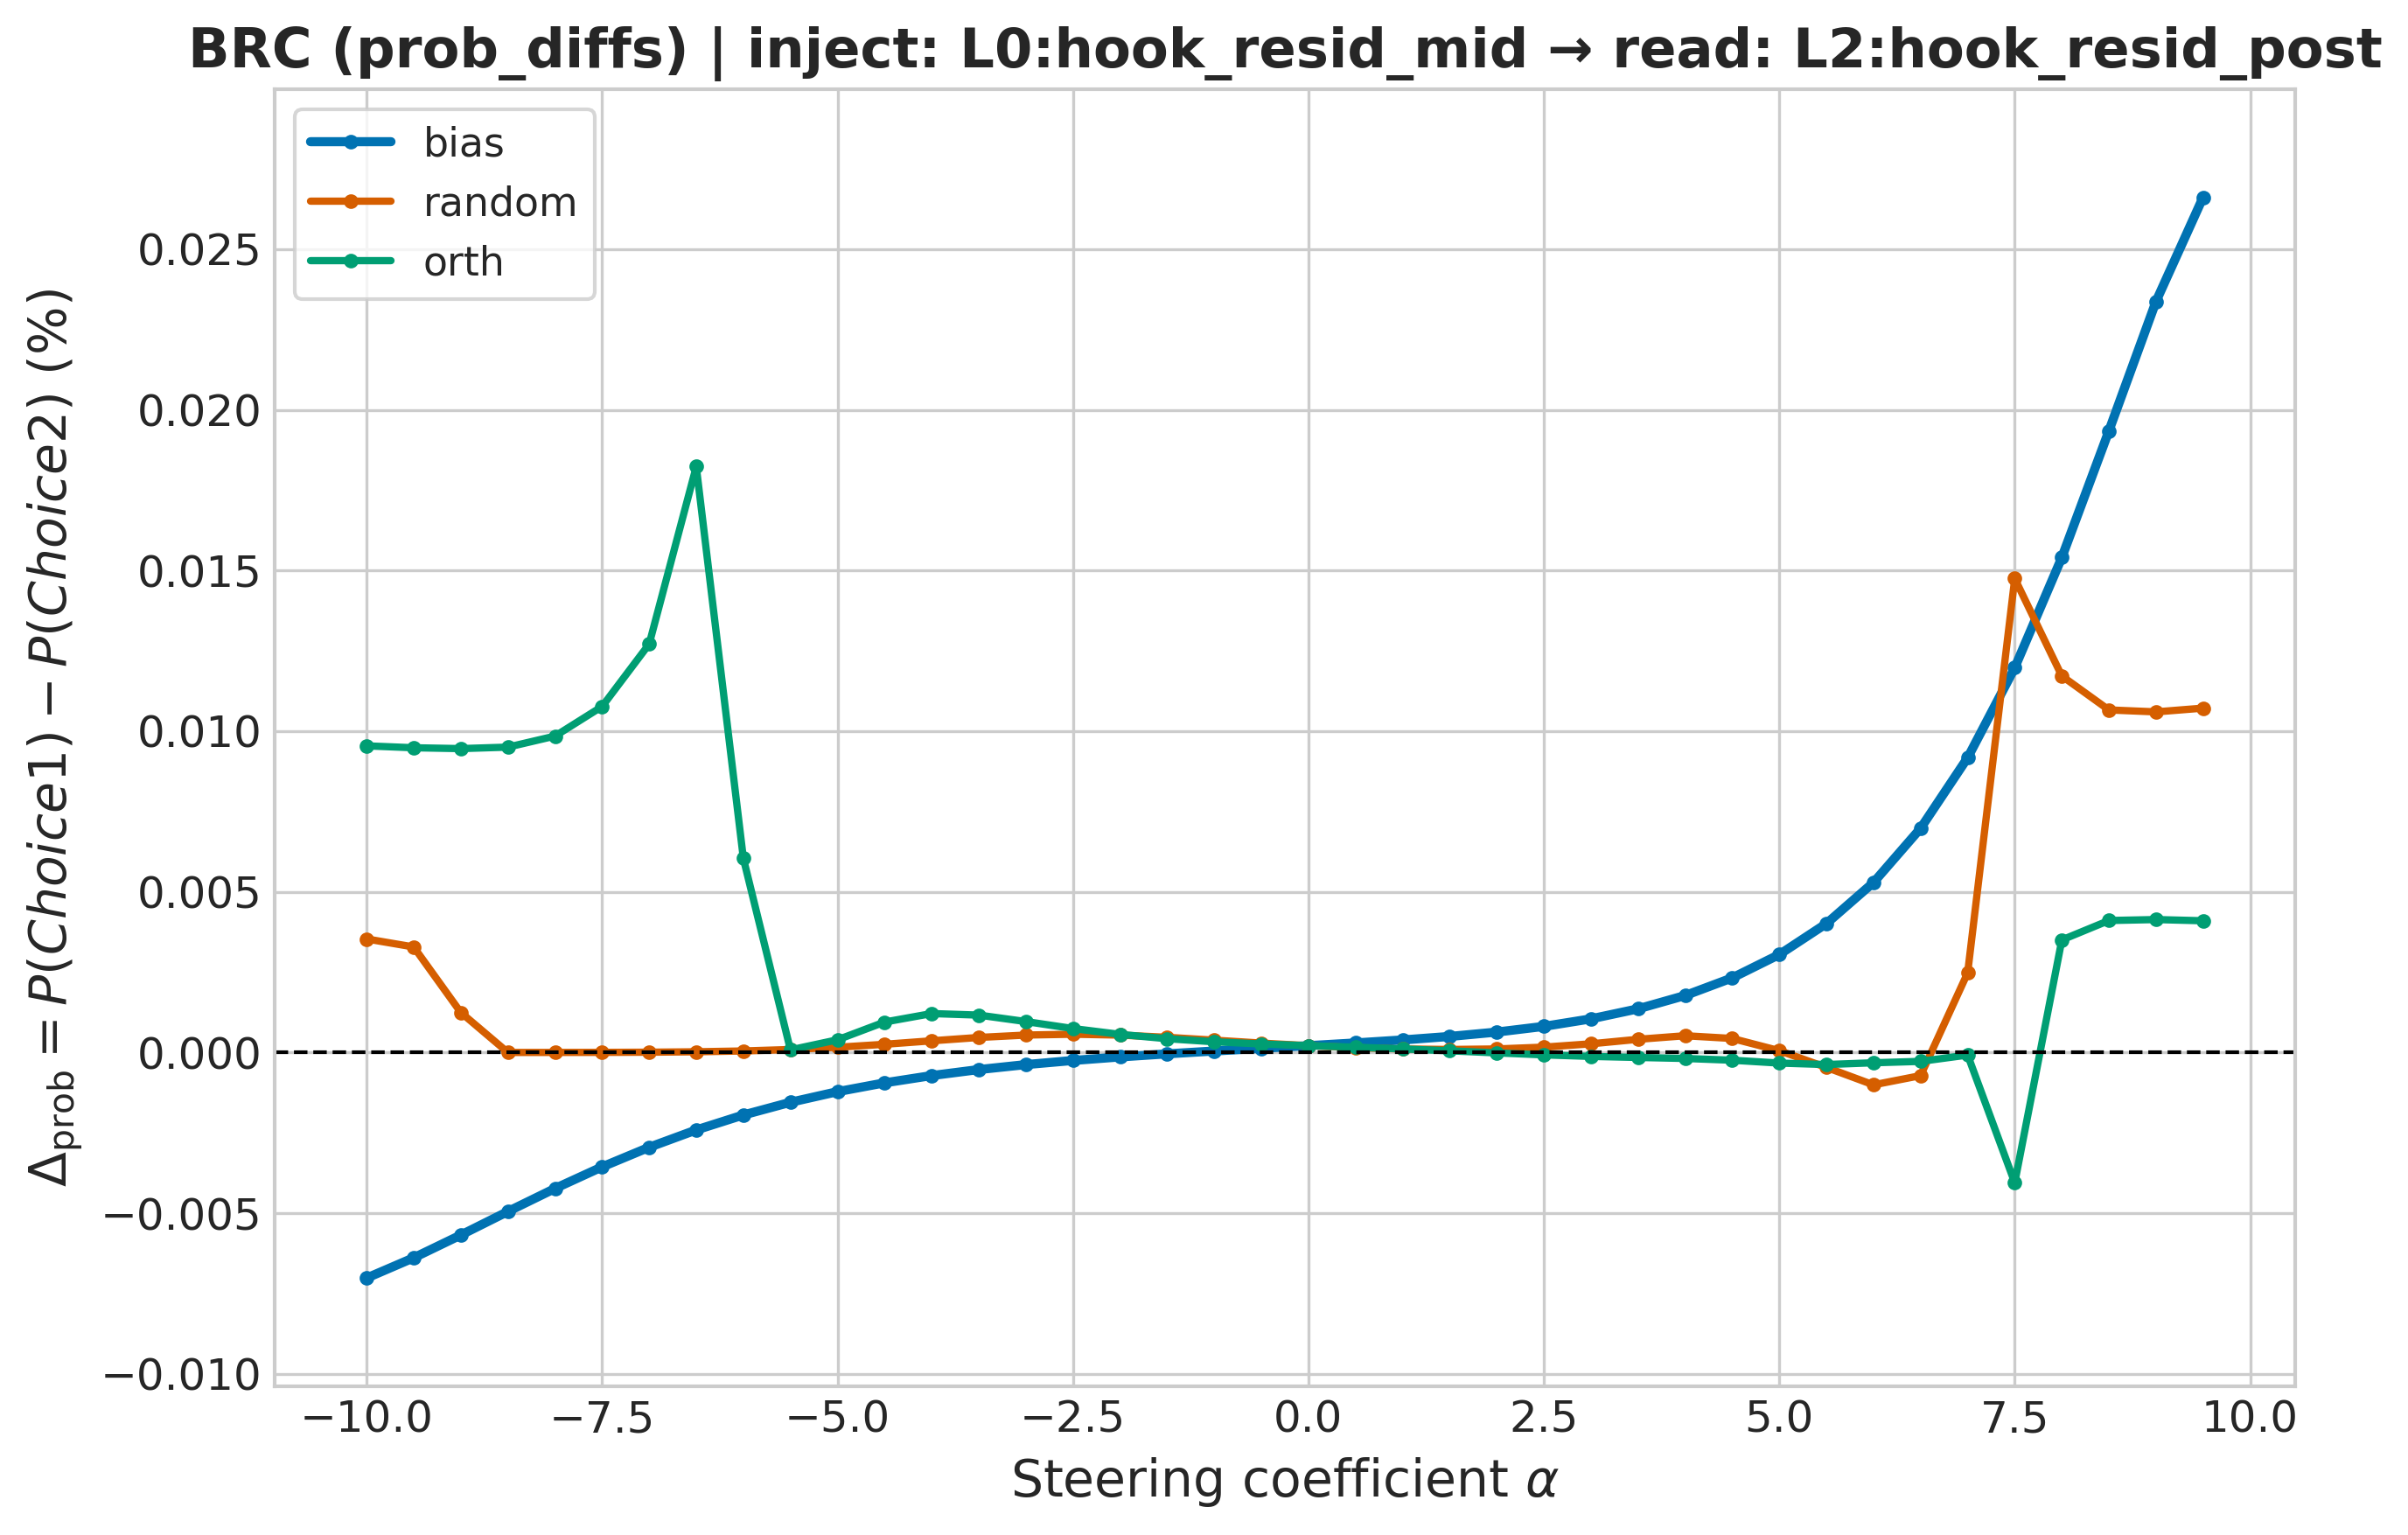 BRC (prob_diffs) | inject: L0:hook_resid_mid → read: L2:hook_resid_post
bias
random
orth
Δprob = P(Choice1) − P(Choice2) (%)
0.025
0.020
0.015
0.010
0.005
0.000
−0.005
−0.010
−10.0 −7.5 −5.0 −2.5 0.0 2.5 5.0 7.5 10.0
Steering coefficient α